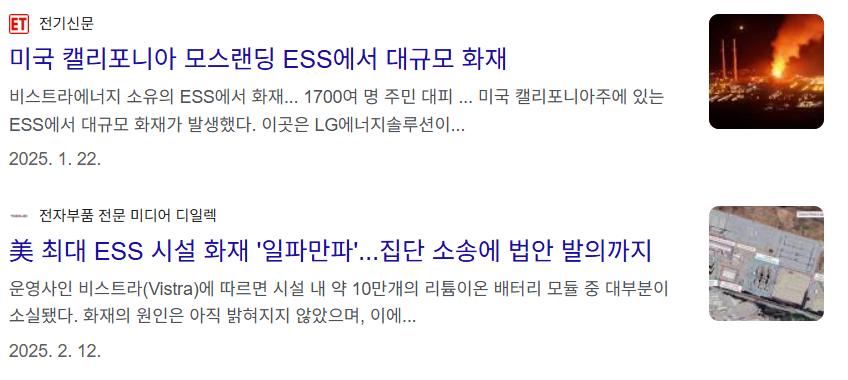 ET 전기신문
미국 캘리포니아 모스랜딩 ESS에서 대규모 화재
비스트라에너지 소유의 ESS에서 화재... 1700여 명 주민 대피 ... 미국 캘리포니아주에 있는
ESS에서 대규모 화재가 발생했다. 이곳은 LG에너지솔루션이...
2025. 1. 22.
전자부품 전문 미디어 디일렉
美 최대 ESS 시설 화재 '일파만파'...집단 소송에 법안 발의까지
운영사인 비스트라(Vistra)에 따르면 시설 내 약 10만개의 리튬이온 배터리 모듈 중 대부분이
소실됐다. 화재의 원인은 아직 밝혀지지 않았으며, 이에...
2025. 2. 12.